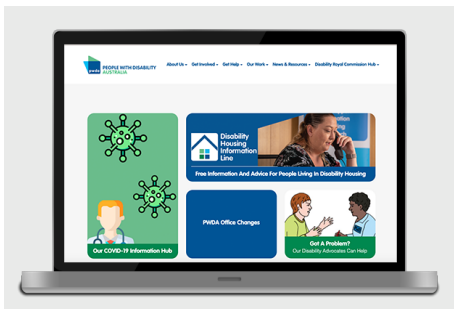 pwda
PEOPLE WITH DISABILITY
AUSTRALIA
About Us
Get Involved
Get Help
Our Work
News & Resources
Disability Royal Commission Hub
Disability
Housing
Information
Line
Free Information And Advice For People Living In Disability Housing
PWDA Office Changes
Got A Problem?
Our Disability Advocates Can Help
Our COVID-19 Information Hub